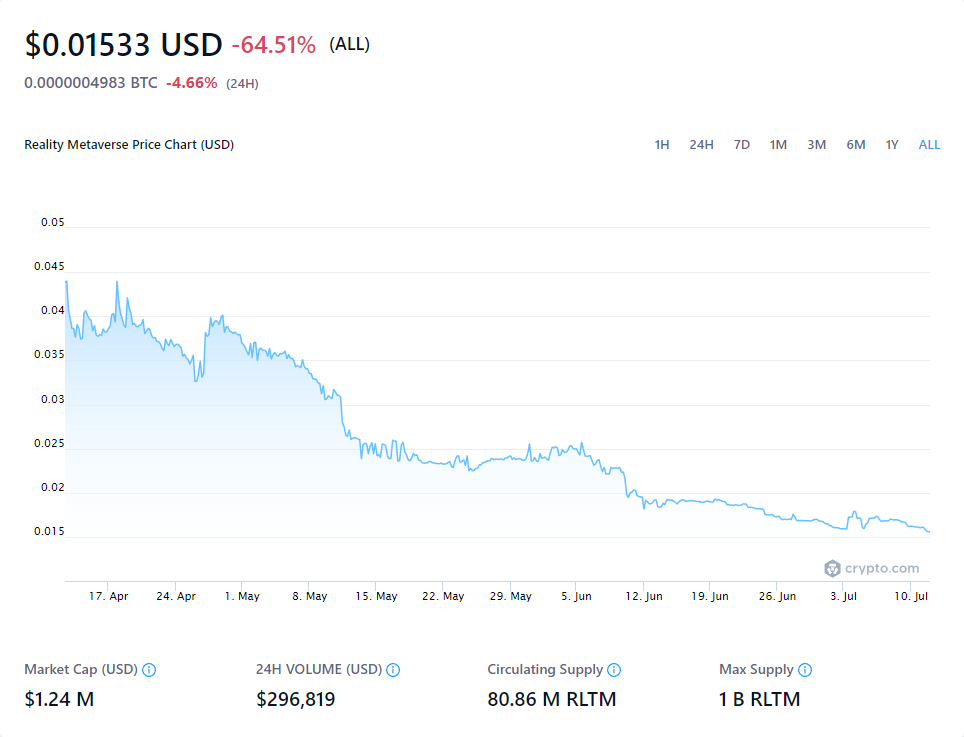 $0.01533 USD -64.51% (ALL)
0.0000004983 BTC -4.66% (24H)
Reality Metaverse Price Chart (USD) 1H 24H 7D 1M 3M 6M 1Y ALL
0.05
0.045
0.04
0.035
0.03
0.025
0.02
0.015
crypto.com
17. Apr 24. Apr 1. May 8. May 15. May 22. May 29. May 5. Jun 12. Jun 19. Jun 26. Jun 3. Jul 10. Jul
Market Cap (USD) 24H VOLUME (USD) Circulating Supply Max Supply
$1.24 M $296,819 80.86 M RLTM 1 B RLTM